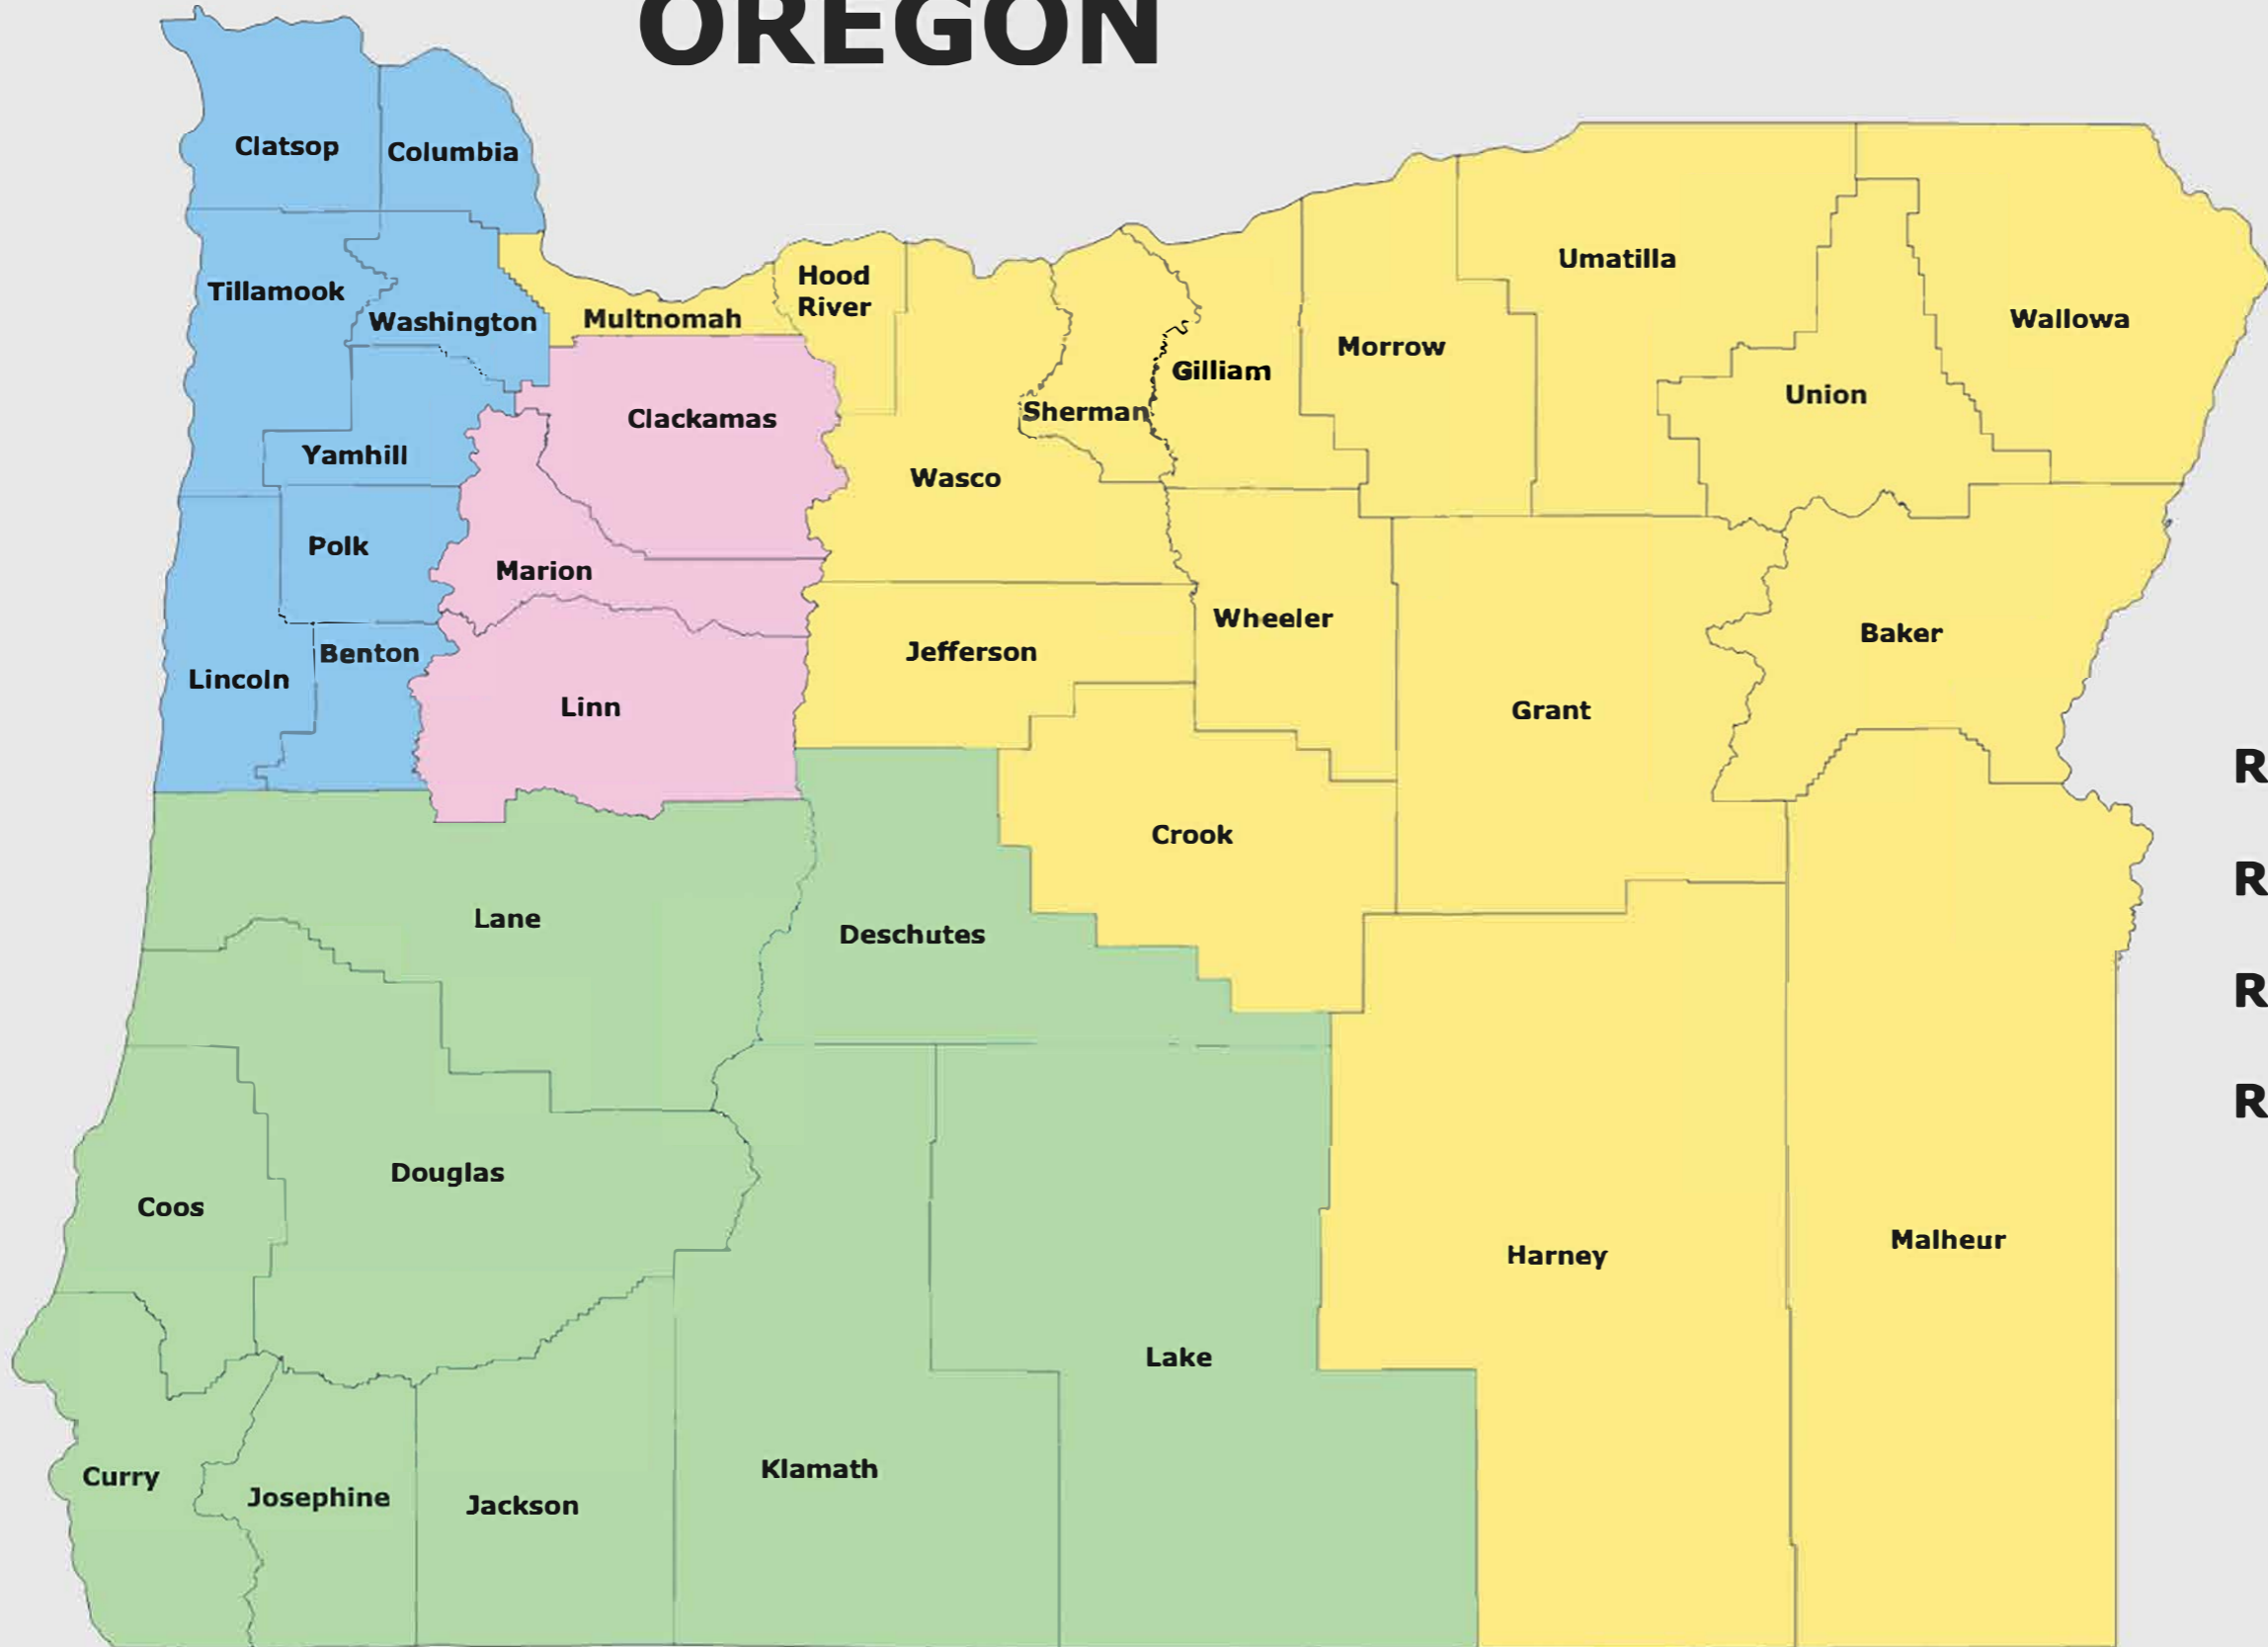 OREGON
Clatsop
Columbia
Tillamook
Washington
Multnomah
Hood
River
Umatilla
Wallowa
Morrow
Gilliam
Sherman
Union
Clackamas
Yamhill
Wasco
Polk
Marion
Wheeler
Baker
Jefferson
Benton
Lincoln
Linn
Grant
Crook
Lane
Deschutes
Douglas
Coos
Harney
Malheur
Lake
Klamath
Curry
Josephine
Jackson
R
R
R
R